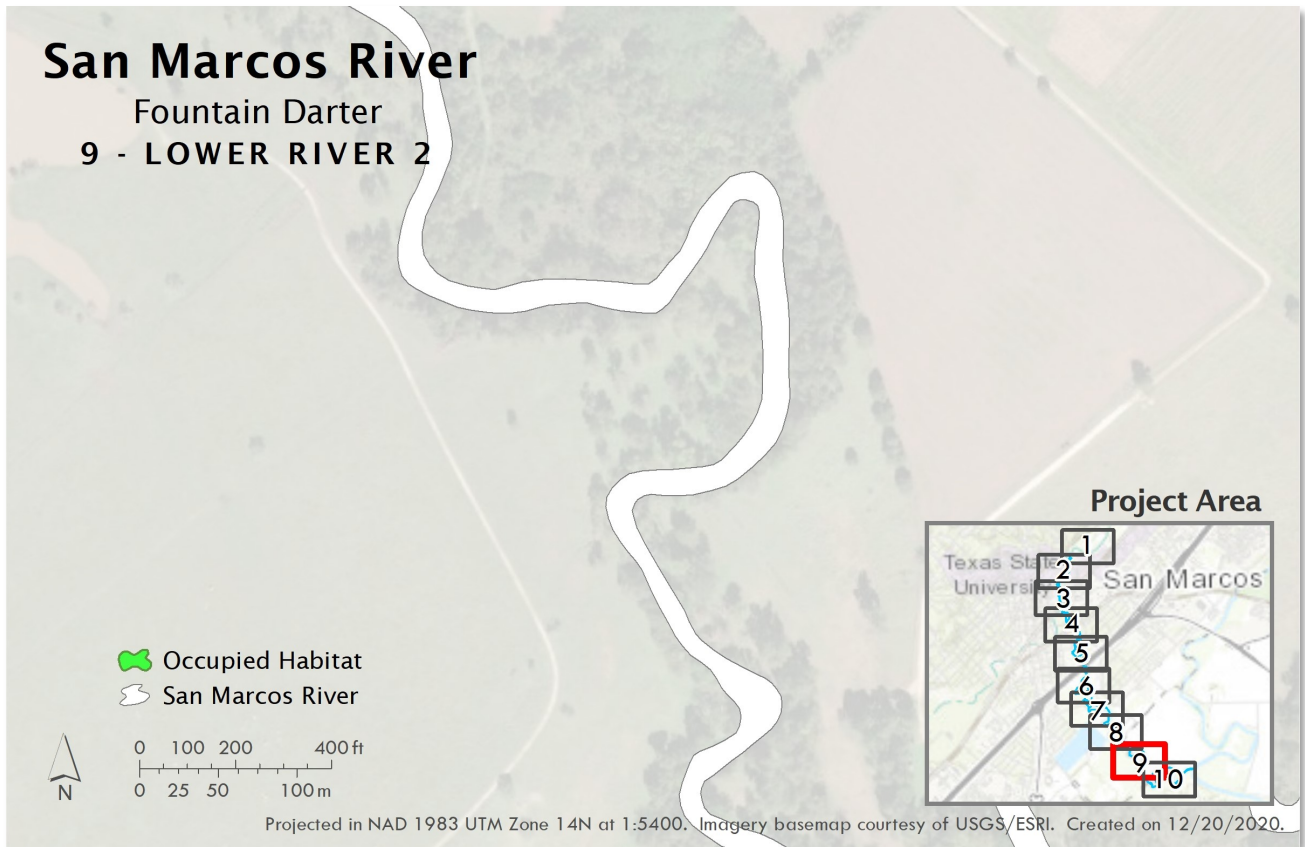 San Marcos River
Fountain Darter
9 - LOWER RIVER 2
Project Area
1
Texas State
University
2
San Marcos
3
4
5
6
7
8
9
10
Occupied Habitat
San Marcos River
0 100 200 400 ft
0 25 50 100 m
N
Projected in NAD 1983 UTM Zone 14N at 1:5400. Imagery basemap courtesy of USGS/ESRI. Created on 12/20/2020.